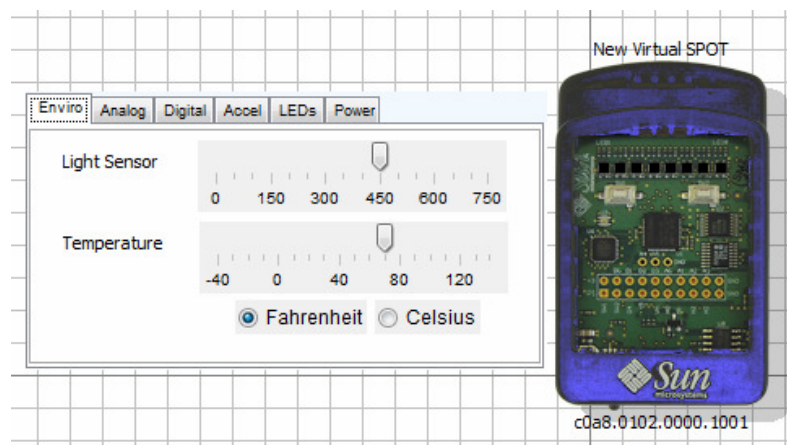 New Virtual SPOT
Enviro Analog Digital Accel LEDs Power
Light Sensor
0 150 300 450 600 750
Temperature
-40 0 40 80 120
Fahrenheit Celsius
Sun
microsystems
c0a8.0102.0000.1001